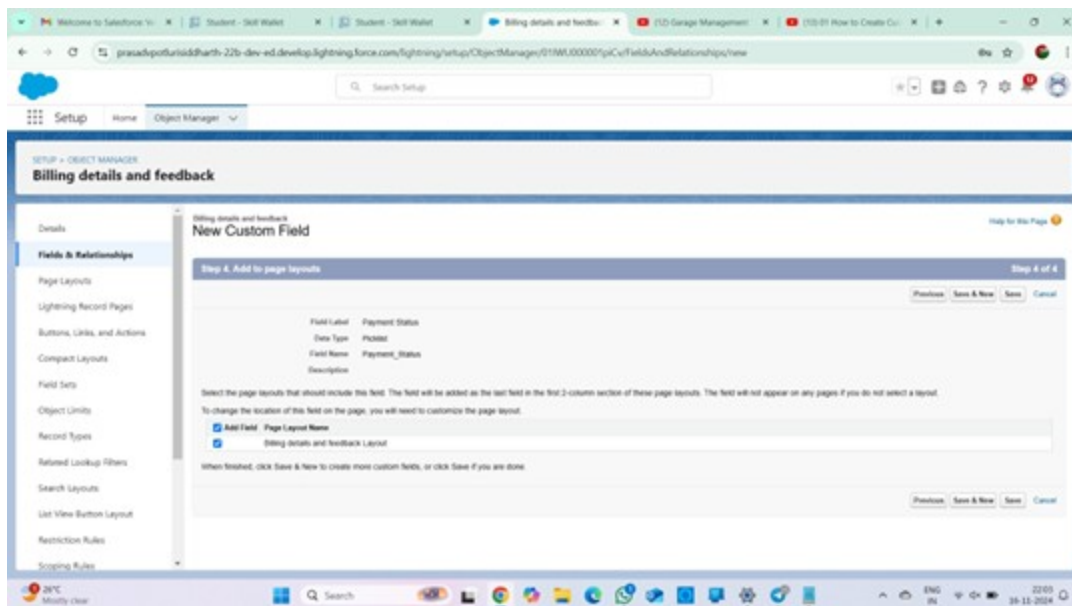 Welcome to Salesforce: V
Student - Skill Wallet
Student - Skill Wallet
Billing details and feedba
(12) Garage Management
(12) 01 How to Create Cu
prasadvpotlurisiddharth-22b-dev-ed.develop.lightning.force.com/lightning/setup/ObjectManager/
Search Setup
Setup
Home
Object Manager
SETUP > OBJECT MANAGER
Billing details and feedback
Details
Fields & Relationships
Page Layouts
Lightning Record Pages
Buttons, Links, and Actions
Compact Layouts
Field Sets
Object Limits
Record Types
Related Lookup Filters
Search Layouts
List View Button Layout
Restriction Rules
Scoping Rules
Billing details and feedback
New Custom Field
Help for this Page
Step 4. Add to page layouts
Step 4 of 4
Previous Save & New Save Cancel
Field Label Payment Status
Data Type Picklist
Field Name Payment_Status
Description
Select the page layouts that should include this field. The field will be added as the last field in the first 2-column section of these page layouts. The field will not appear on any pages if you do not select a layout.
To change the location of this field on the page, you will need to customize the page layout.
Add Field Page Layout Name
Billing details and feedback Layout
When finished, click Save & New to create more custom fields, or click Save if you are done.
Previous Save & New Save Cancel
26°C
Mostly clear
Search
ENG
IN
22:03
16-11-2024